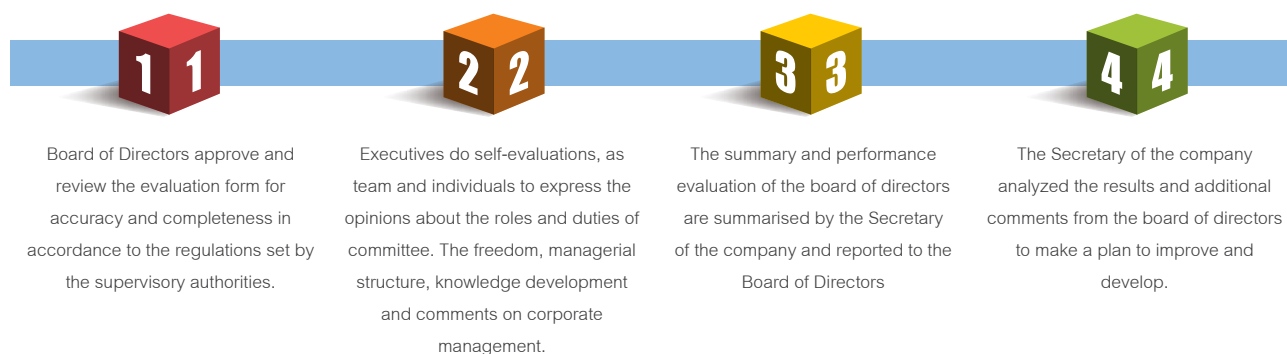 1 1
Board of Directors approve and
review the evaluation form for
accuracy and completeness in
accordance to the regulations set by
the supervisory authorities.
2 2
Executives do self-evaluations, as
team and individuals to express the
opinions about the roles and duties of
committee. The freedom, managerial
structure, knowledge development
and comments on corporate
management.
3 3
The summary and performance
evaluation of the board of directors
are summarised by the Secretary
of the company and reported to the
Board of Directors
4 4
The Secretary of the company
analyzed the results and additional
comments from the board of directors
to make a plan to improve and
develop.